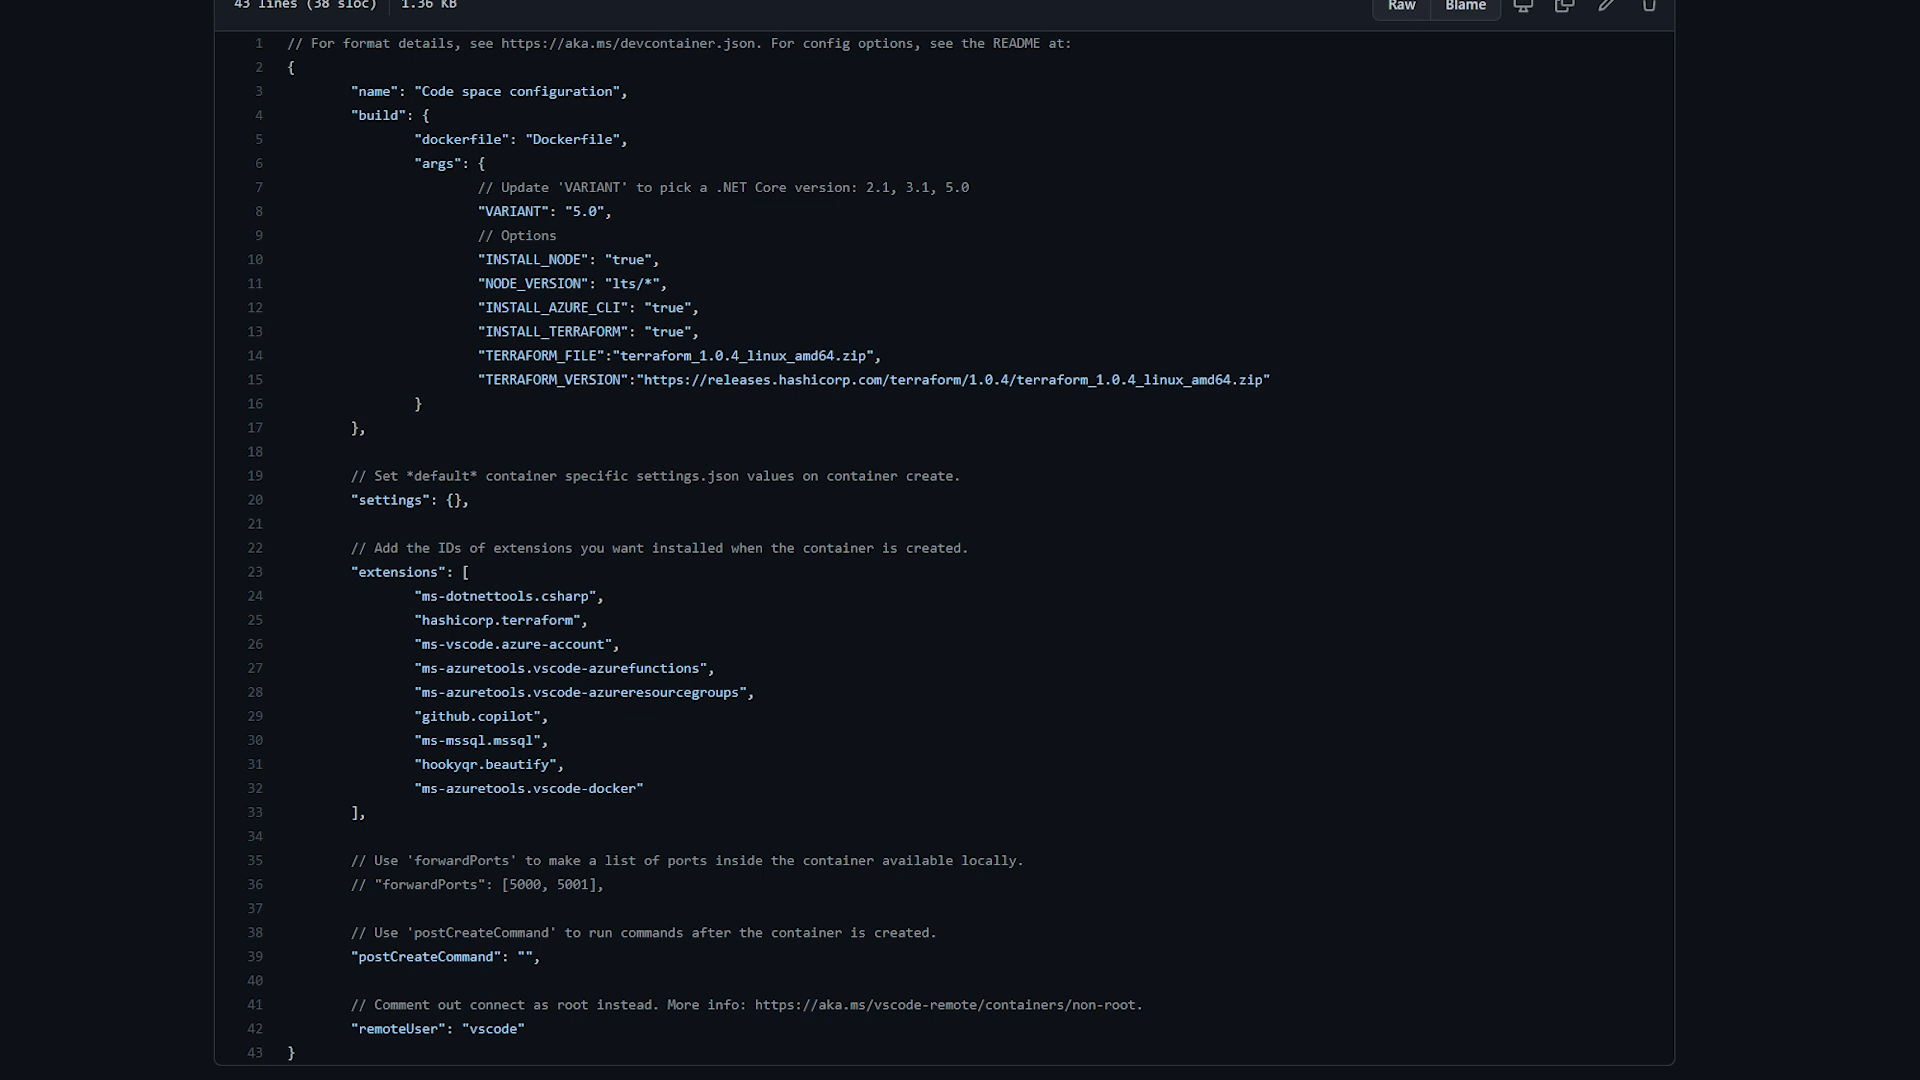 43 lines (38 sloc) 1.36 KB Raw Blame
1 // For format details, see https://aka.ms/devcontainer.json. For config options, see the README at:
2 {
3 "name": "Code space configuration",
4 "build": {
5 "dockerfile": "Dockerfile",
6 "args": {
7 // Update 'VARIANT' to pick a .NET Core version: 2.1, 3.1, 5.0
8 "VARIANT": "5.0",
9 // Options
10 "INSTALL_NODE": "true",
11 "NODE_VERSION": "lts/*",
12 "INSTALL_AZURE_CLI": "true",
13 "INSTALL_TERRAFORM": "true",
14 "TERRAFORM_FILE":"terraform_1.0.4_linux_amd64.zip",
15 "TERRAFORM_VERSION":"https://releases.hashicorp.com/terraform/1.0.4/terraform_1.0.4_linux_amd64.zip"
16 }
17 },
18
19 // Set *default* container specific settings.json values on container create.
20 "settings": {},
21
22 // Add the IDs of extensions you want installed when the container is created.
23 "extensions": [
24 "ms-dotnettools.csharp",
25 "hashicorp.terraform",
26 "ms-vscode.azure-account",
27 "ms-azuretools.vscode-azurefunctions",
28 "ms-azuretools.vscode-azureresourcegroups",
29 "github.copilot",
30 "ms-mssql.mssql",
31 "hookyqr.beautify",
32 "ms-azuretools.vscode-docker"
33 ],
34
35 // Use 'forwardPorts' to make a list of ports inside the container available locally.
36 // "forwardPorts": [5000, 5001],
37
38 // Use 'postCreateCommand' to run commands after the container is created.
39 "postCreateCommand": "",
40
41 // Comment out connect as root instead. More info: https://aka.ms/vscode-remote/containers/non-root.
42 "remoteUser": "vscode"
43 }